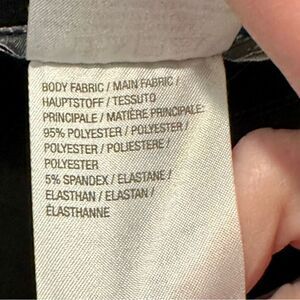 BODY FABRIC / MAIN FABRIC /
HAUPTSTOFF / TESSUTO
PRINCIPALE / MATIÈRE PRINCIPALE:
95% POLYESTER / POLYESTER /
POLYESTER / POLIESTERE /
POLYESTER
5% SPANDEX / ELASTANE /
ELASTHAN / ELASTAN /
ÉLASTHANNE